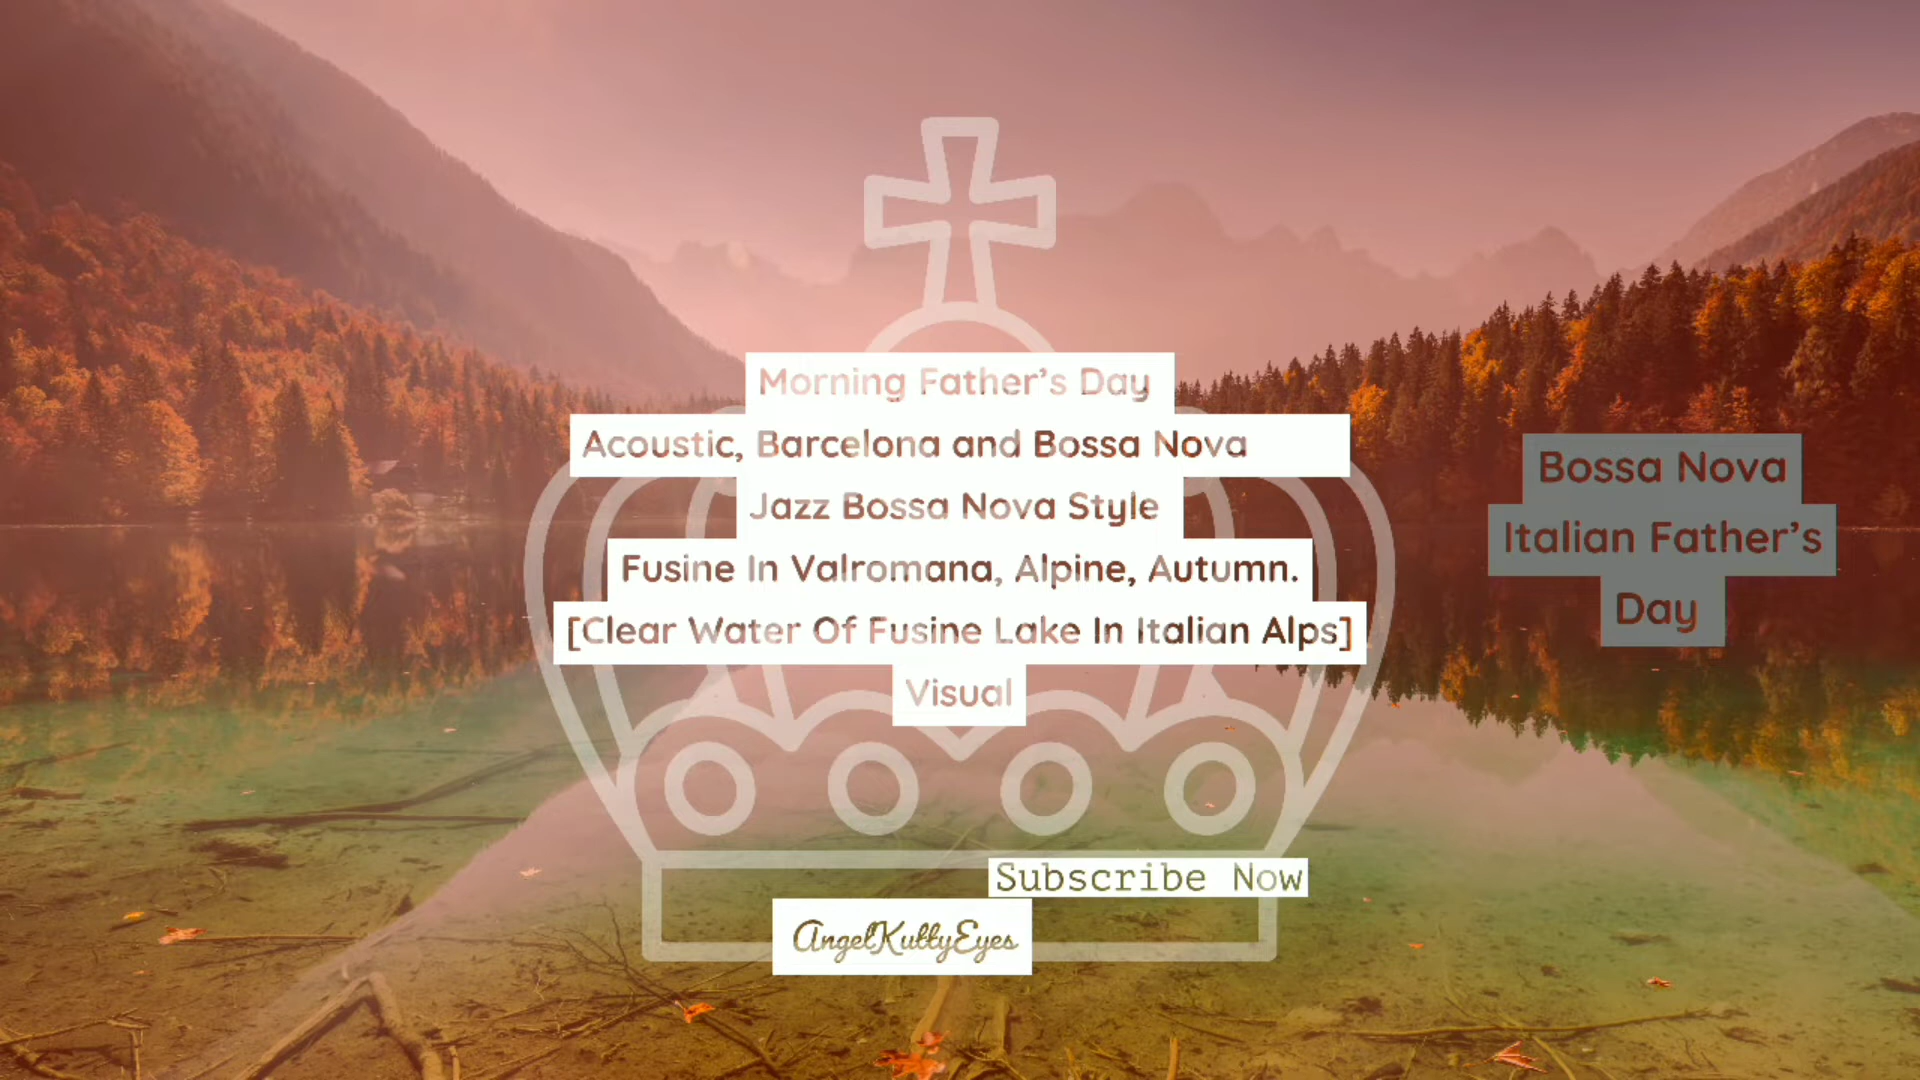 Morning Father's Day
Acoustic, Barcelona and Bossa Nova
Jazz Bossa Nova Style
Fusine In Valromana, Alpine, Autumn.
[Clear Water Of Fusine Lake In Italian Alps]
Visual
Bossa Nova
Italian Father's
Day
Subscribe Now
AngelKuttyEyes